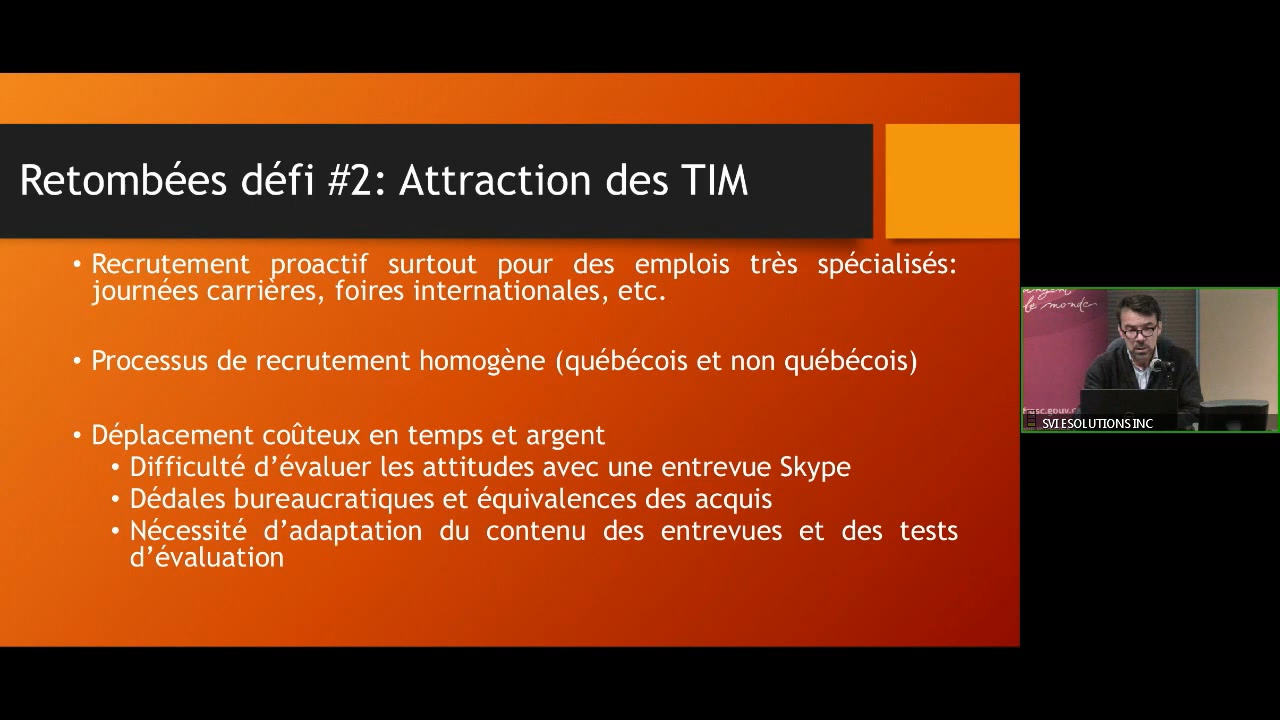 Retombées défi #2: Attraction des TIM
• Recrutement proactif surtout pour des emplois très spécialisés:
journées carrières, foires internationales, etc.
• Processus de recrutement homogène (québécois et non québécois)
• Déplacement coûteux en temps et argent
• Difficulté d’évaluer les attitudes avec une entrevue Skype
• Dédales bureaucratiques et équivalences des acquis
• Nécessité d’adaptation du contenu des entrevues et des tests
d’évaluation
le monde
SVI ESOLUTIONS INC